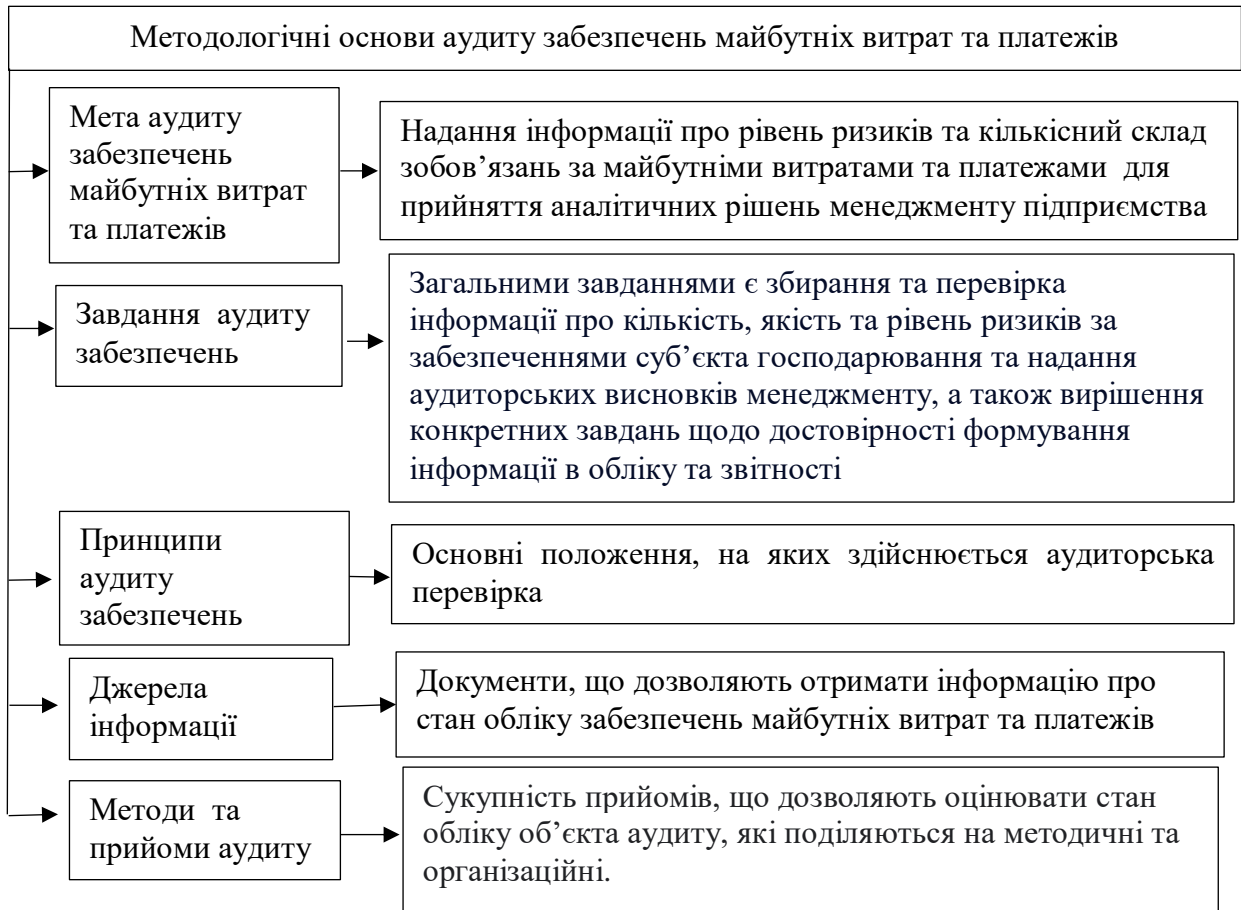 Методологічні основи аудиту забезпечень майбутніх витрат та платежів
Мета аудиту
забезпечень
майбутніх витрат
та платежів
Надання інформації про рівень ризиків та кількісний склад
зобов’язань за майбутніми витратами та платежами для
прийняття аналітичних рішень менеджменту підприємства
Завдання аудиту
забезпечень
Загальними завданнями є збирання та перевірка
інформації про кількість, якість та рівень ризиків за
забезпеченнями суб’єкта господарювання та надання
аудиторських висновків менеджменту, а також вирішення
конкретних завдань щодо достовірності формування
інформації в обліку та звітності
Принципи
аудиту
забезпечень
Основні положення, на яких здійснюється аудиторська
перевірка
Джерела
інформації
Документи, що дозволяють отримати інформацію про
стан обліку забезпечень майбутніх витрат та платежів
Методи та
прийоми аудиту
Сукупність прийомів, що дозволяють оцінювати стан
обліку об’єкта аудиту, які поділяються на методичні та
організаційні.